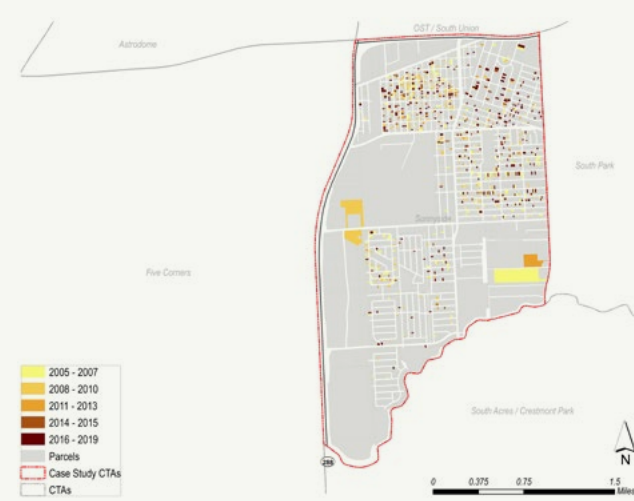 OST / South Union
Astrodome
South Park
Sunnyside
Five Corners
South Acres / Crestmont Park
2005 - 2007
2008 - 2010
2011 - 2013
2014 - 2015
2016 - 2019
Parcels
Case Study CTAs
CTAs
288
N
0 0.375 0.75 1.5
Miles